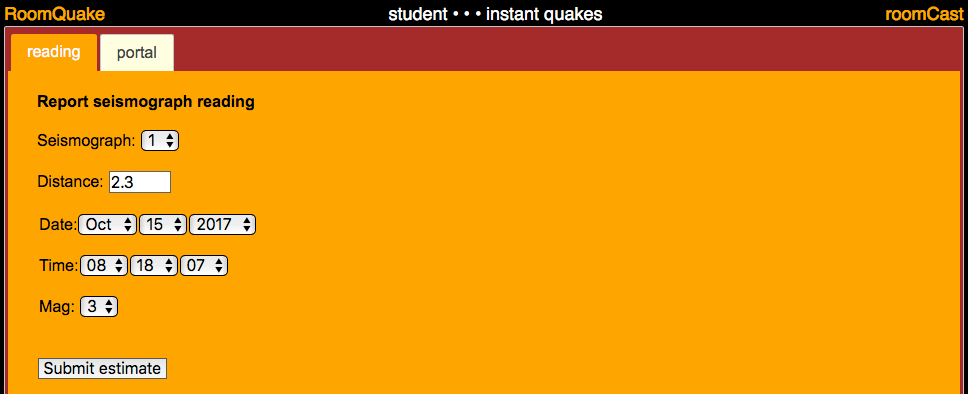 RoomQuake student • • • instant quakes roomCast
reading portal
Report seismograph reading
Seismograph: 1
Distance: 2.3
Date: Oct 15 2017
Time: 08 18 07
Mag: 3
Submit estimate